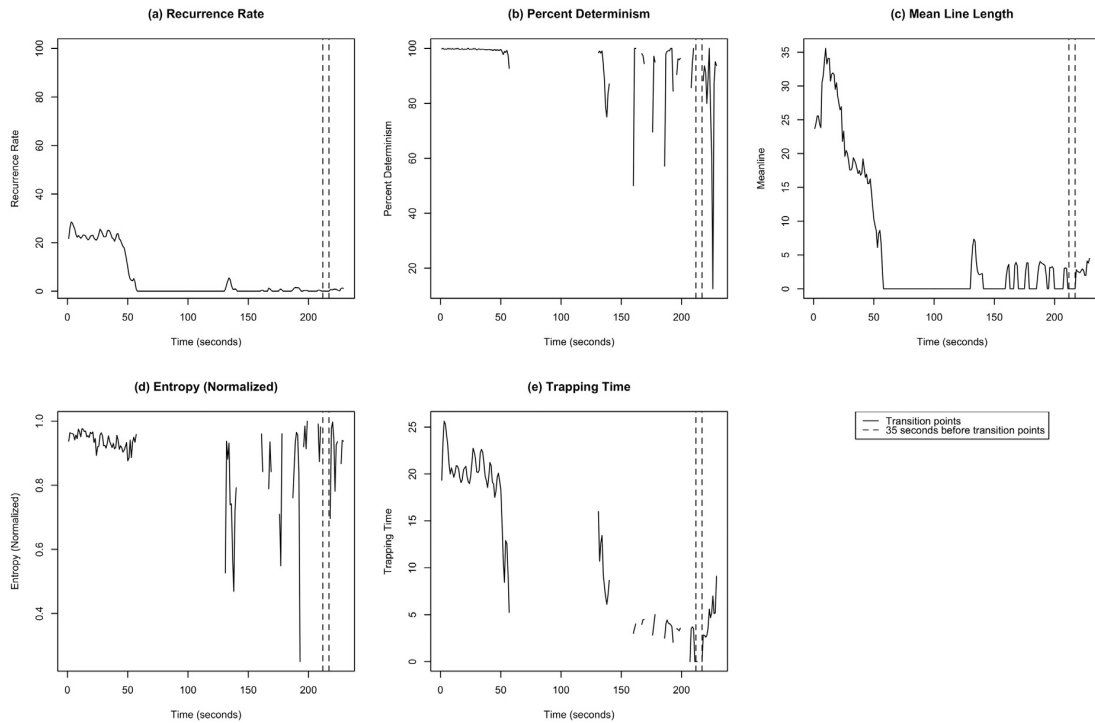 (a) Recurrence Rate
Recurrence Rate
100
80
60
40
20
0
0 50 100 150 200
Time (seconds)
(b) Percent Determinism
Percent Determinism
100
80
60
40
20
0 50 100 150 200
Time (seconds)
(c) Mean Line Length
Meanline
35
30
25
20
15
10
5
0
0 50 100 150 200
Time (seconds)
(d) Entropy (Normalized)
Entropy (Normalized)
1.0
0.8
0.6
0.4
0 50 100 150 200
Time (seconds)
(e) Trapping Time
Trapping Time
25
20
15
10
5
0
0 50 100 150 200
Time (seconds)
Transition points
35 seconds before transition points